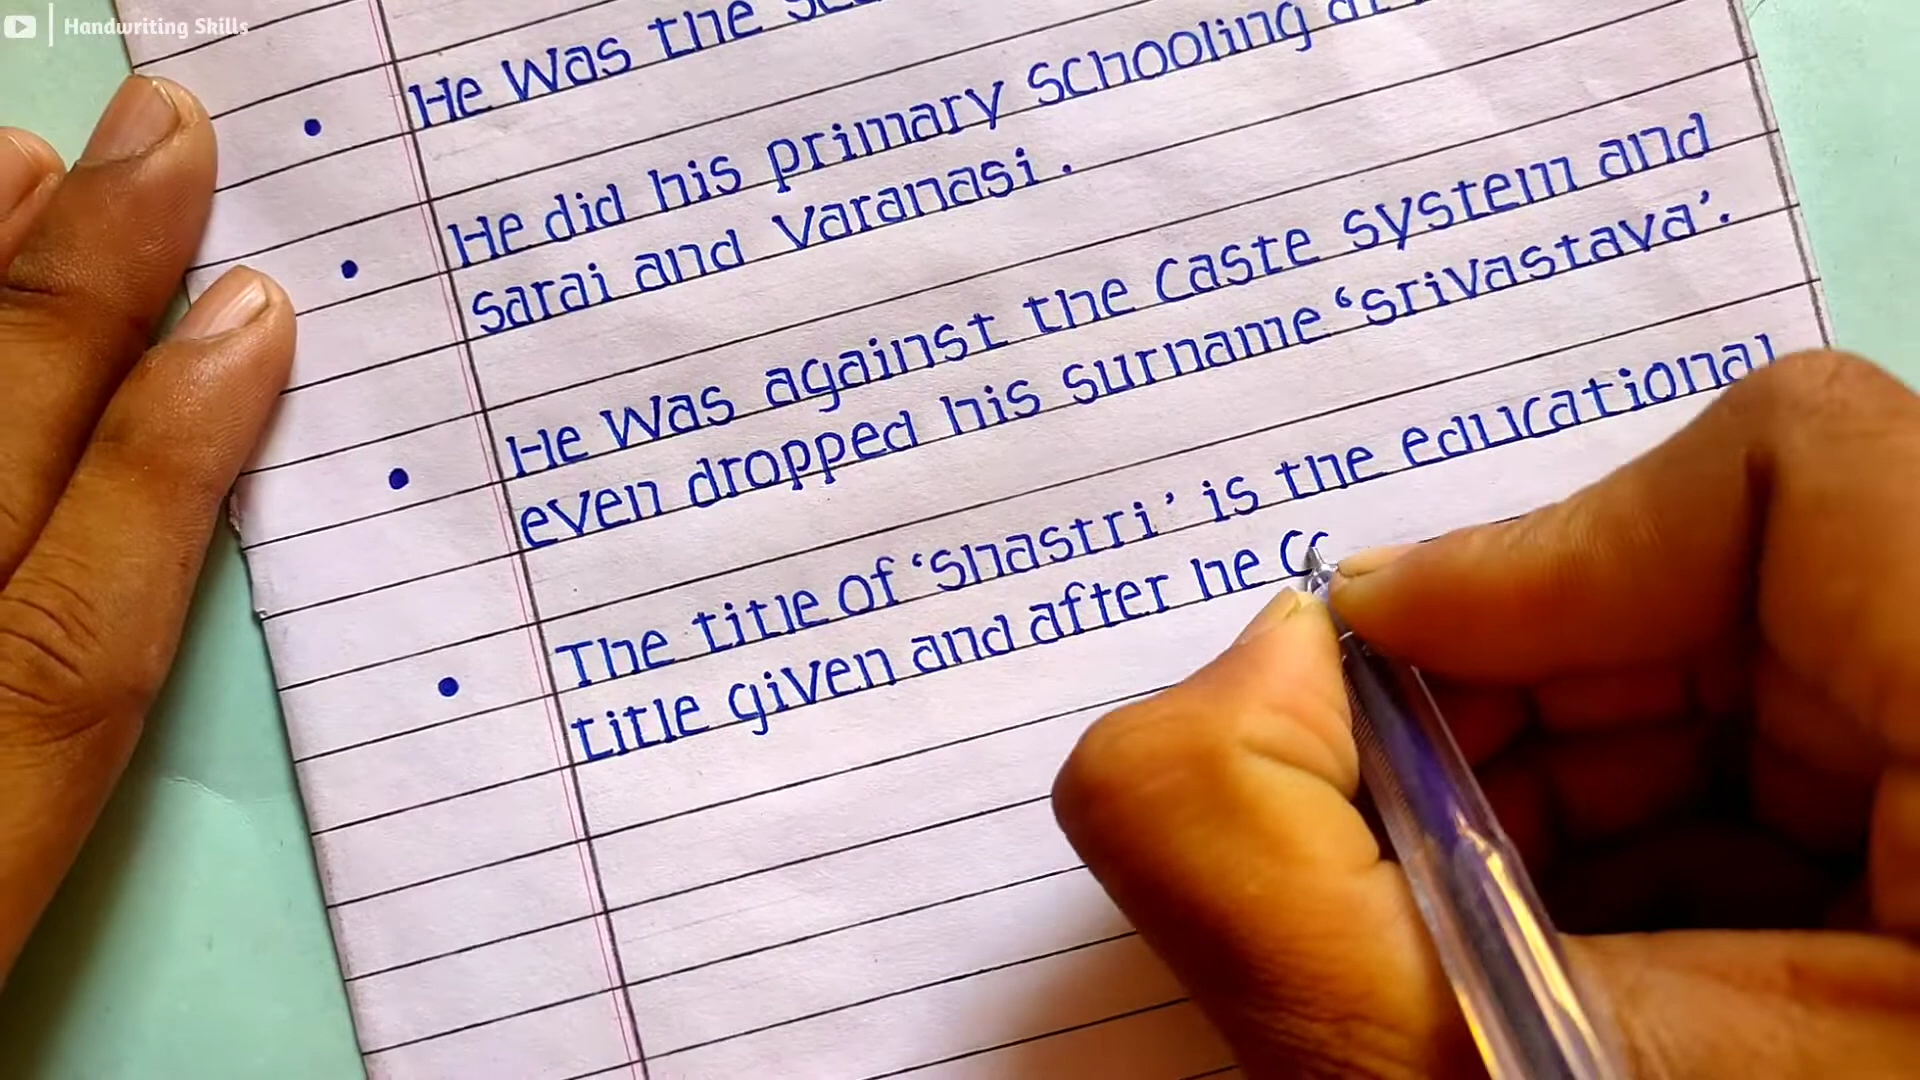 Handwriting Skills
He Was the
He did his primary schooling
sarai and Varanasi.
He Was against the caste system and
even dropped his surname ‘srivastava’.
The title of ‘shastri’ is the educational
title given and after he